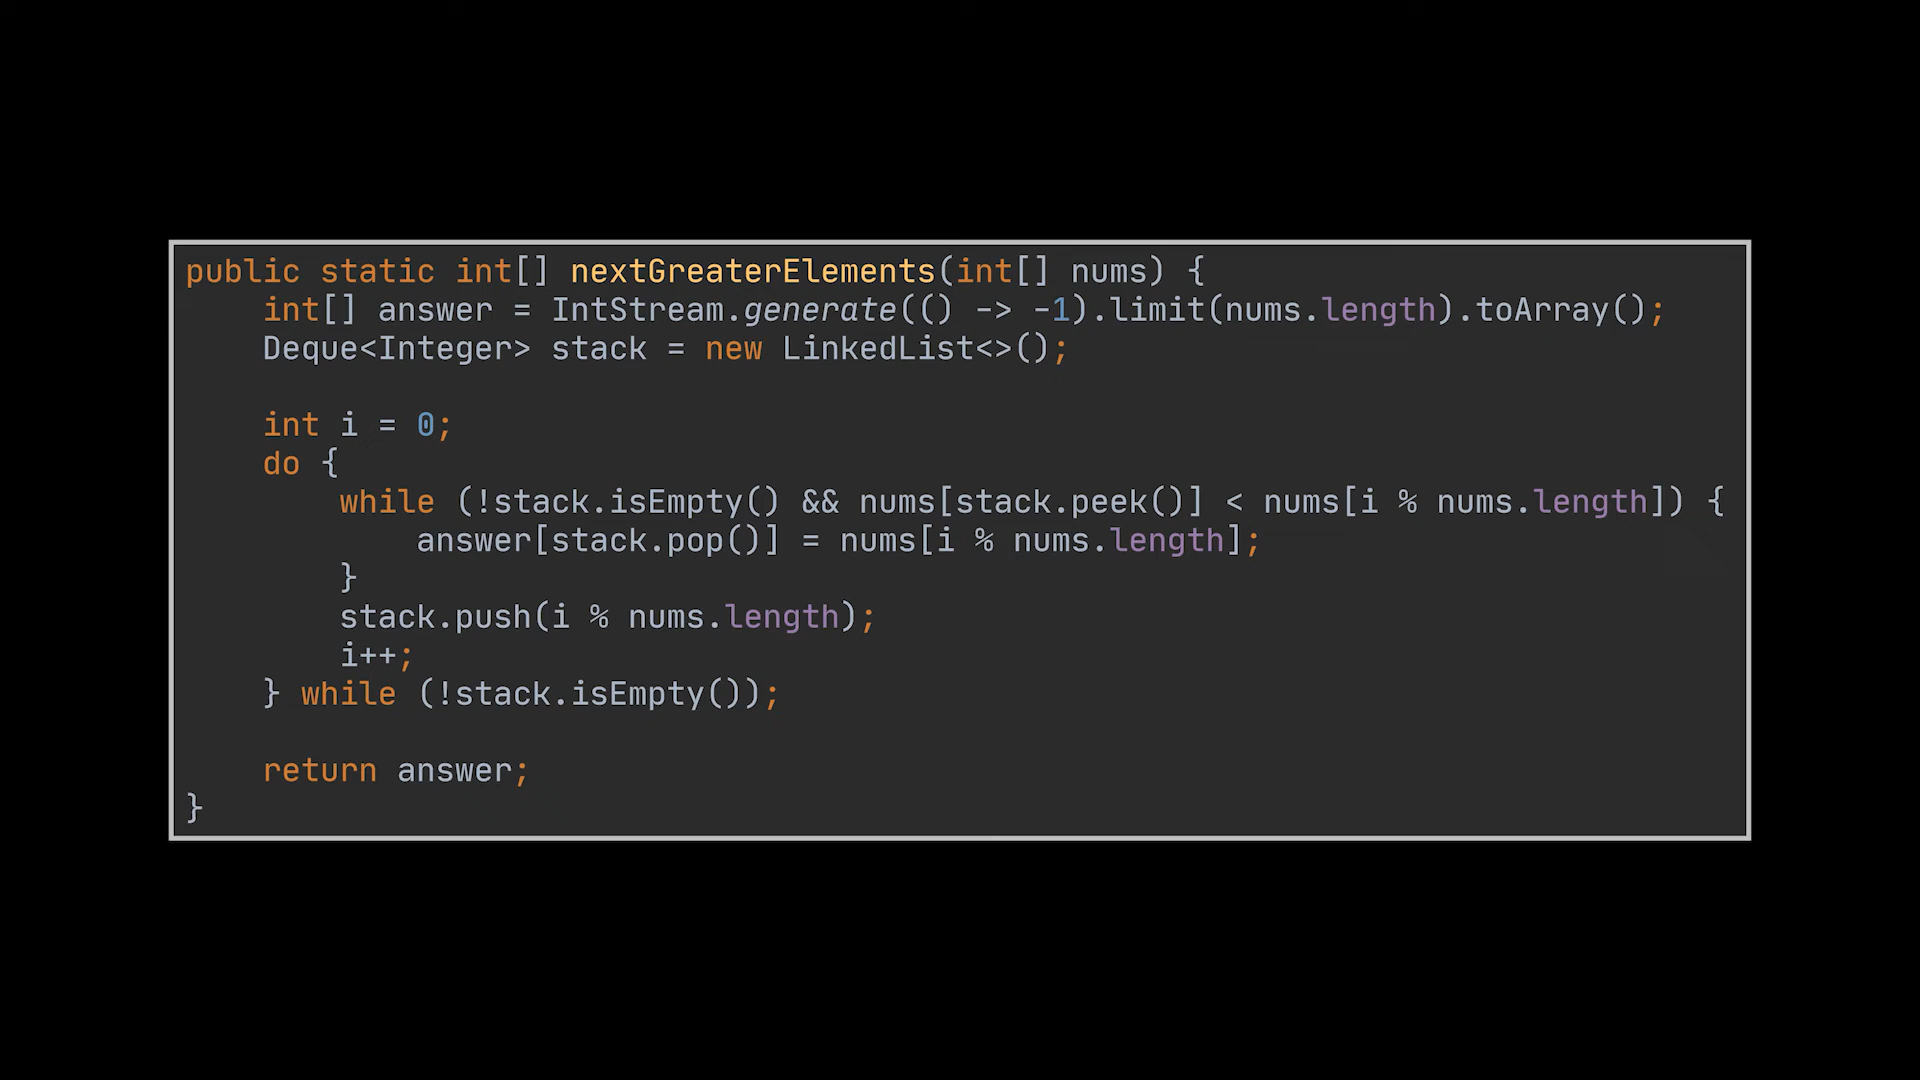 public static int[] nextGreaterElements(int[] nums) {
    int[] answer = IntStream.generate(() -> -1).limit(nums.length).toArray();
    Deque<Integer> stack = new LinkedList<>();

    int i = 0;
    do {
        while (!stack.isEmpty() && nums[stack.peek()] < nums[i % nums.length]) {
            answer[stack.pop()] = nums[i % nums.length];
        }
        stack.push(i % nums.length);
        i++;
    } while (!stack.isEmpty());

    return answer;
}